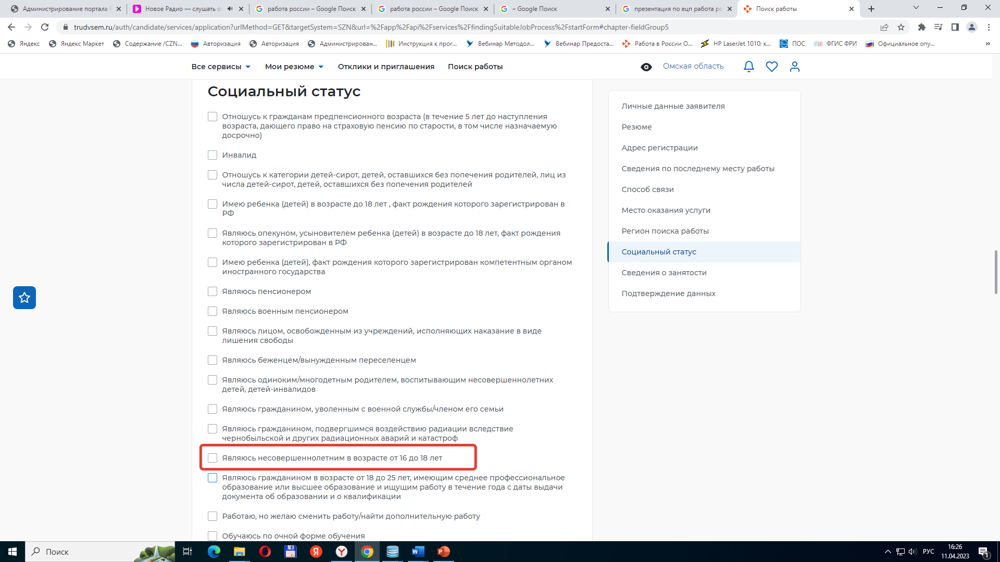 Администрирование портала Р
Новое Радио — слушать о
работа россии – Google Поиск
работа россии – Google Поиск
– Google Поиск
презентация по ецп работа ро
Поиск работы
trudvsem.ru/auth/candidate/services/application?urlMethod=GET&targetSystem=SZN&url=%2Fapp%2Fapi%2Fservices%2FfindingSuitableJobProcess%2FstartForm#chapter-fieldGroup5
Яндекс
Яндекс Маркет
Содержание /CZN...
Авторизация
Авторизация
Администрирован...
Инструкция к прог...
Вебинар Методол...
Вебинар Предоста...
Работа в России О...
HP LaserJet 1010: к...
ПОС
ФГИС ФРИ
Официальное опу...
»
Все сервисы
Мои резюме
Отклики и приглашения
Поиск работы
Омская область
Социальный статус
Отношусь к гражданам предпенсионного возраста (в течение 5 лет до наступления
возраста, дающего право на страховую пенсию по старости, в том числе назначаемую
досрочно)
Инвалид
Отношусь к категории детей-сирот, детей, оставшихся без попечения родителей, лиц из
числа детей-сирот, детей, оставшихся без попечения родителей
Имею ребенка (детей) в возрасте до 18 лет , факт рождения которого зарегистрирован в
РФ
Являюсь опекуном, усыновителем ребенка (детей) в возрасте до 18 лет, факт рождения
которого зарегистрирован в РФ
Имею ребенка (детей), факт рождения которого зарегистрирован компетентным органом
иностранного государства
Являюсь пенсионером
Являюсь военным пенсионером
Являюсь лицом, освобожденным из учреждений, исполняющих наказание в виде
лишения свободы
Являюсь беженцем/вынужденным переселенцем
Являюсь одиноким/многодетным родителем, воспитывающим несовершеннолетних
детей, детей-инвалидов
Являюсь гражданином, уволенным с военной службы/членом его семьи
Являюсь гражданином, подвергшимся воздействию радиации вследствие
чернобыльской и других радиационных аварий и катастроф
Являюсь несовершеннолетним в возрасте от 16 до 18 лет
Являюсь гражданином в возрасте от 18 до 25 лет, имеющим среднее профессиональное
образование или высшее образование и ищущим работу в течение года с даты выдачи
документа об образовании и о квалификации
Работаю, но желаю сменить работу/найти дополнительную работу
Обучаюсь по очной форме обучения
Личные данные заявителя
Резюме
Адрес регистрации
Сведения по последнему месту работы
Способ связи
Место оказания услуги
Регион поиска работы
Социальный статус
Сведения о занятости
Подтверждение данных
Поиск
РУС
16:26
11.04.2023
1